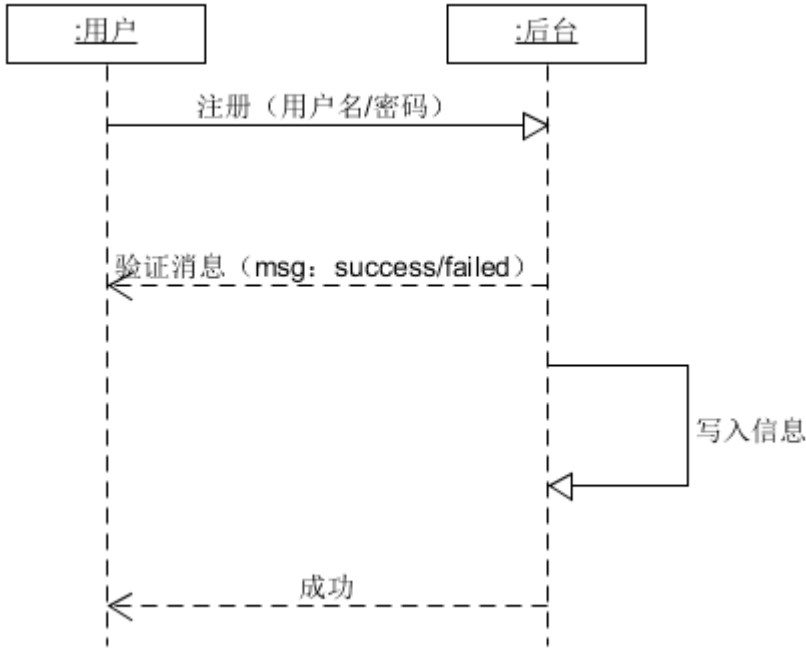 :用户
:后台
注册（用户名/密码）
验证消息（msg：success/failed）
写入信息
成功